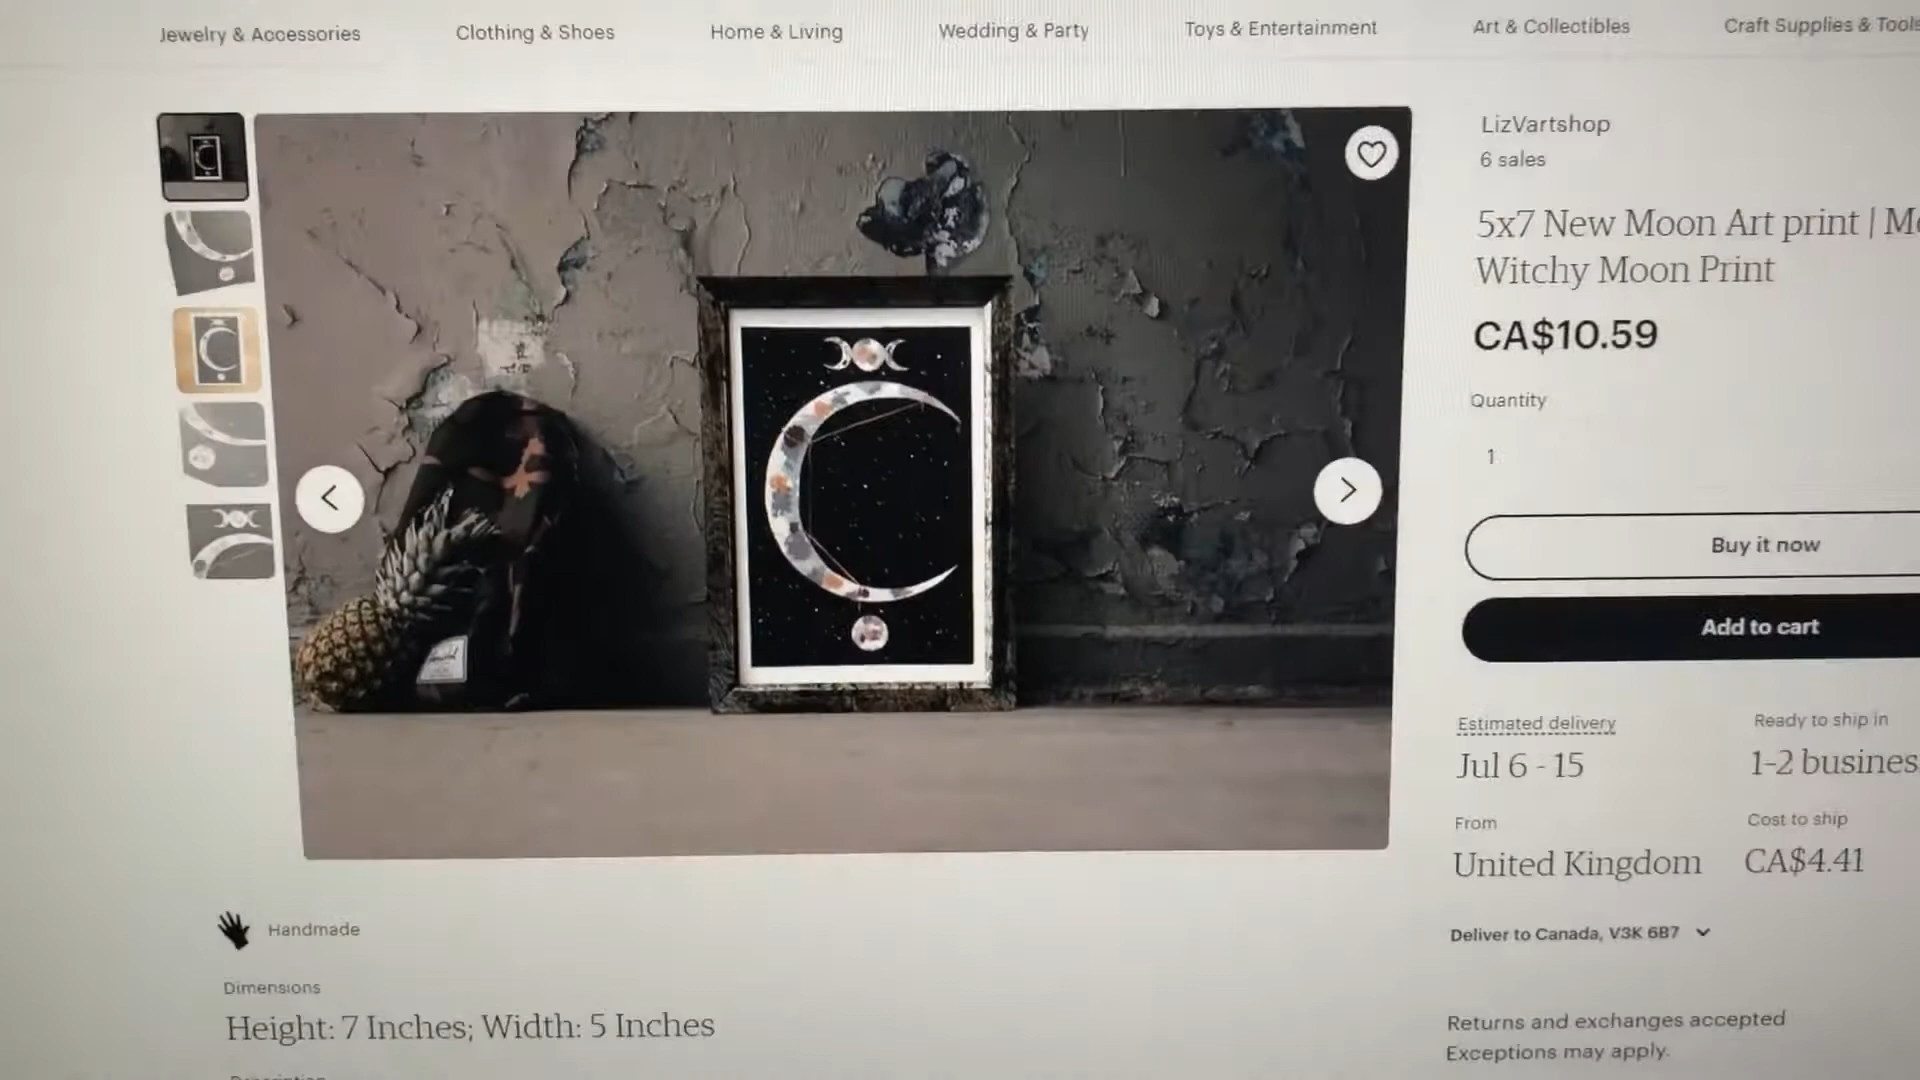 Jewelry & Accessories
Clothing & Shoes
Home & Living
Wedding & Party
Toys & Entertainment
Art & Collectibles
Craft Supplies & Tools
LizVartshop
6 sales
5x7 New Moon Art print |
Witchy Moon Print
CA$10.59
Quantity
1
Buy it now
Add to cart
Estimated delivery
Ready to ship in
Jul 6 - 15
1-2 busines
From
Cost to ship
United Kingdom
CA$4.41
Deliver to Canada, V3K 6B7
Returns and exchanges accepted
Exceptions may apply.
Handmade
Dimensions
Height: 7 Inches; Width: 5 Inches